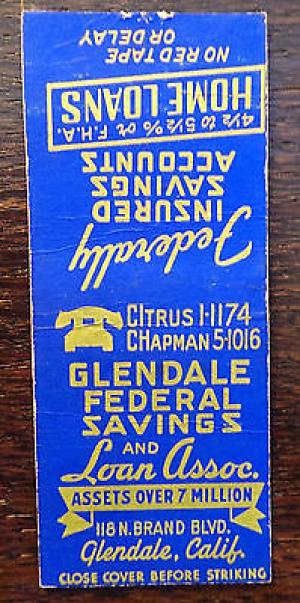 NO RED TAPE
OR DELAY
HOME LOANS
4½ to 5½% or F.H.A.
Federally
INSURED
SAVINGS
ACCOUNTS
CITRUS 1-1174
CHAPMAN 5-1016
GLENDALE
FEDERAL
SAVINGS
AND
Loan Assoc.
ASSETS OVER 7 MILLION
118 N. BRAND BLVD.
Glendale, Calif.
CLOSE COVER BEFORE STRIKING